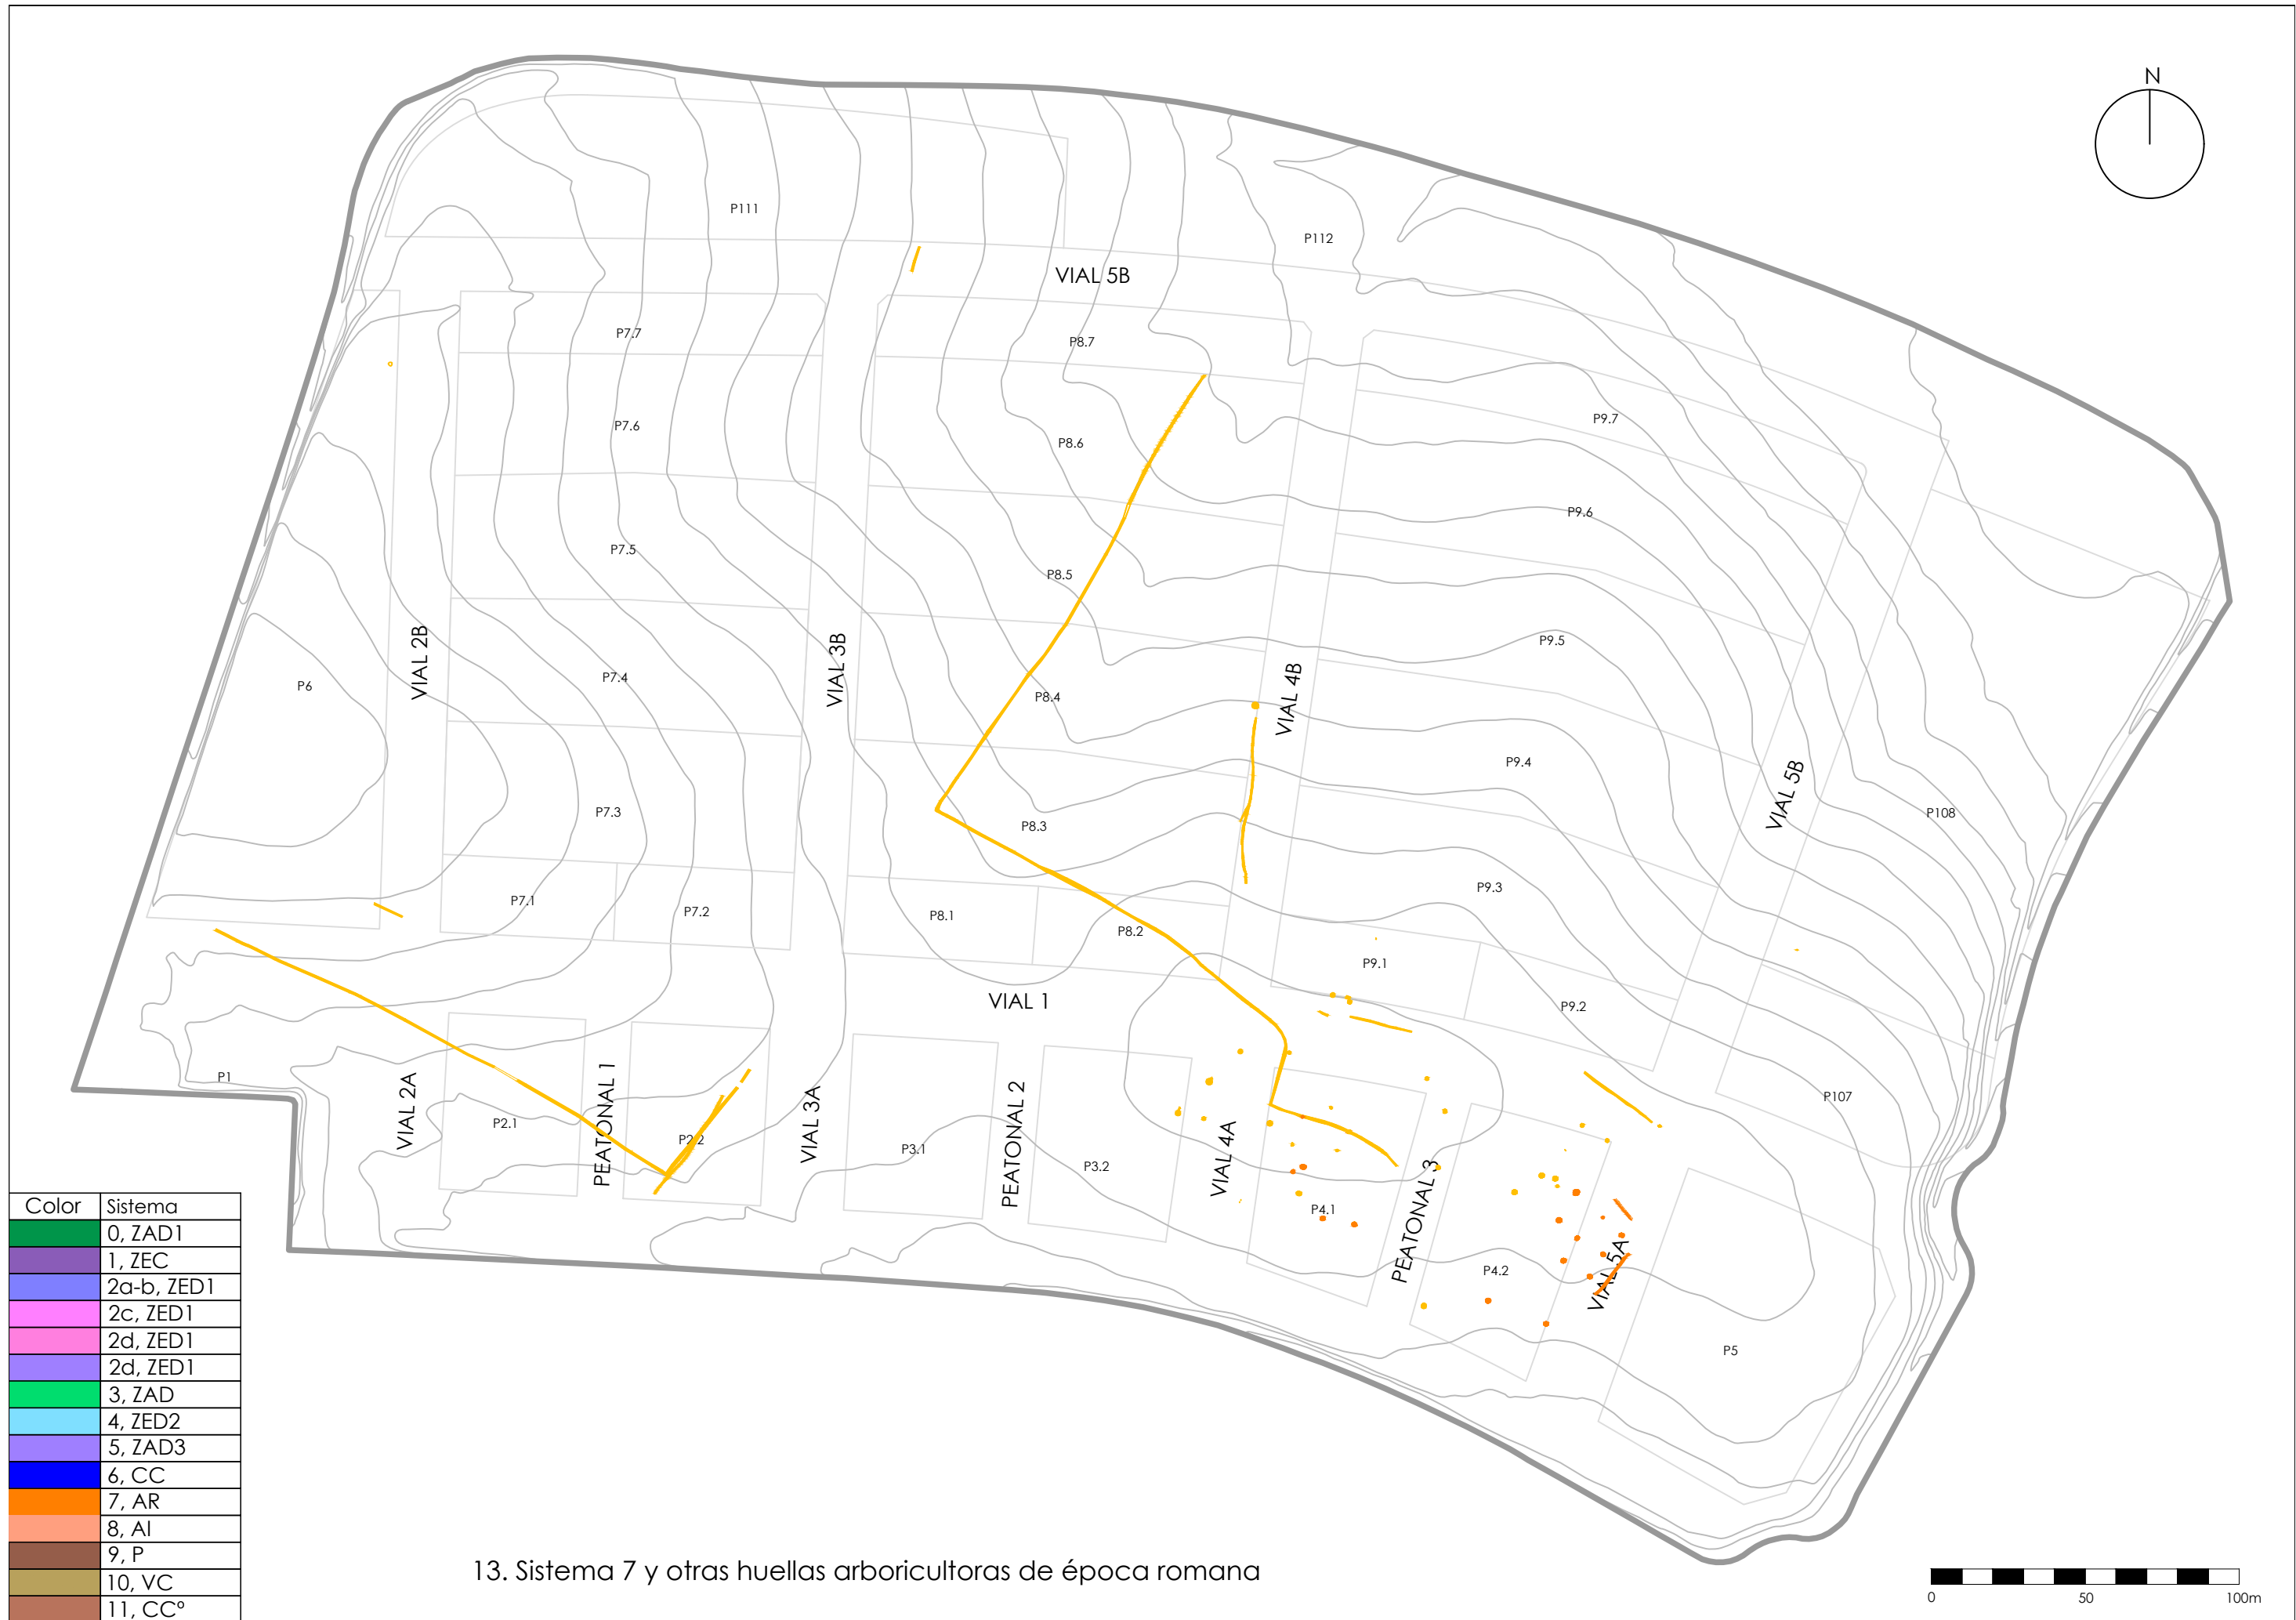 N
P111
P112
VIAL 5B
P7.7
P8.7
P9.7
P7.6
P8.6
P9.6
P7.5
P8.5
P9.5
VIAL 2B
VIAL 3B
VIAL 4B
P6
P7.4
P8.4
P9.4
VIAL 5B
P7.3
P8.3
P108
P7.1
P7.2
P8.1
P8.2
P9.3
P9.1
VIAL 1
P9.2
P1
VIAL 2A
P2.1
PEATONAL 1
P2.2
VIAL 3A
P3.1
PEATONAL 2
P3.2
VIAL 4A
P4.1
PEATONAL 3
P4.2
VIAL 5A
P107
P5
Color Sistema
0, ZAD1
1, ZEC
2a-b, ZED1
2c, ZED1
2d, ZED1
2d, ZED1
3, ZAD
4, ZED2
5, ZAD3
6, CC
7, AR
8, AI
9, P
10, VC
11, CCº
13. Sistema 7 y otras huellas arboricultoras de época romana
0 50 100m